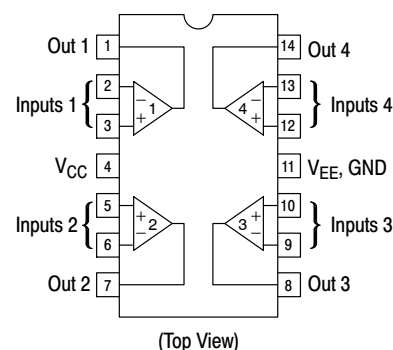 Out 1 1 14 Out 4
2 − 1 4 − 13
Inputs 1 { } Inputs 4
3 + + 12
VCC 4 11 VEE, GND
5 + + 10
Inputs 2 { 2 3 } Inputs 3
6 − − 9
Out 2 7 8 Out 3
(Top View)